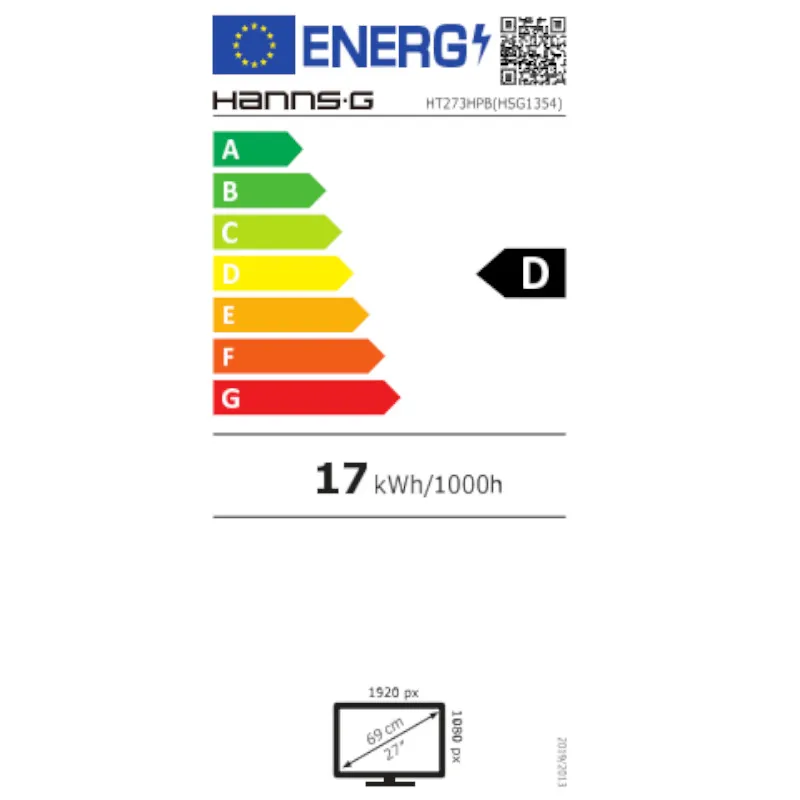 ENERG
HANNS·G HT273HPB(HSG1354)
A
B
C
D
D
E
F
G
17 kWh/1000h
1920 px
69 cm
27"
1080 px
2019/2013